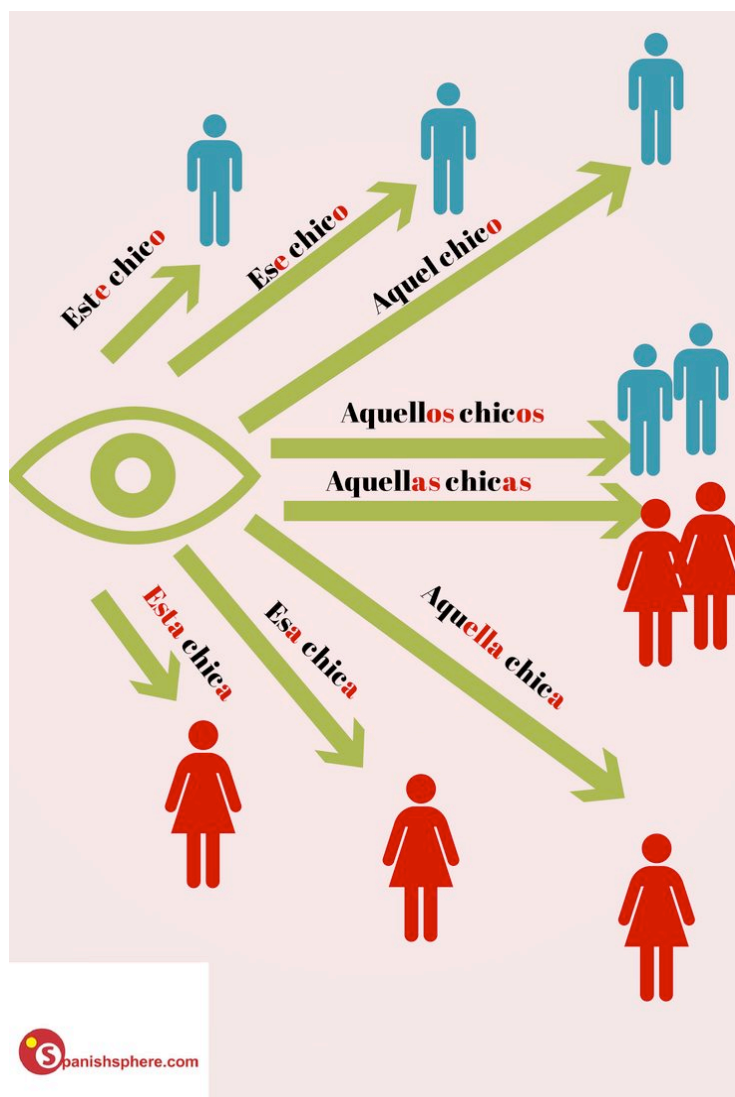 Este chico
Ese chico
Aquel chico
Aquellos chicos
Aquellas chicas
Esta chica
Esa chica
Aquella chica
Spanishsphere.com